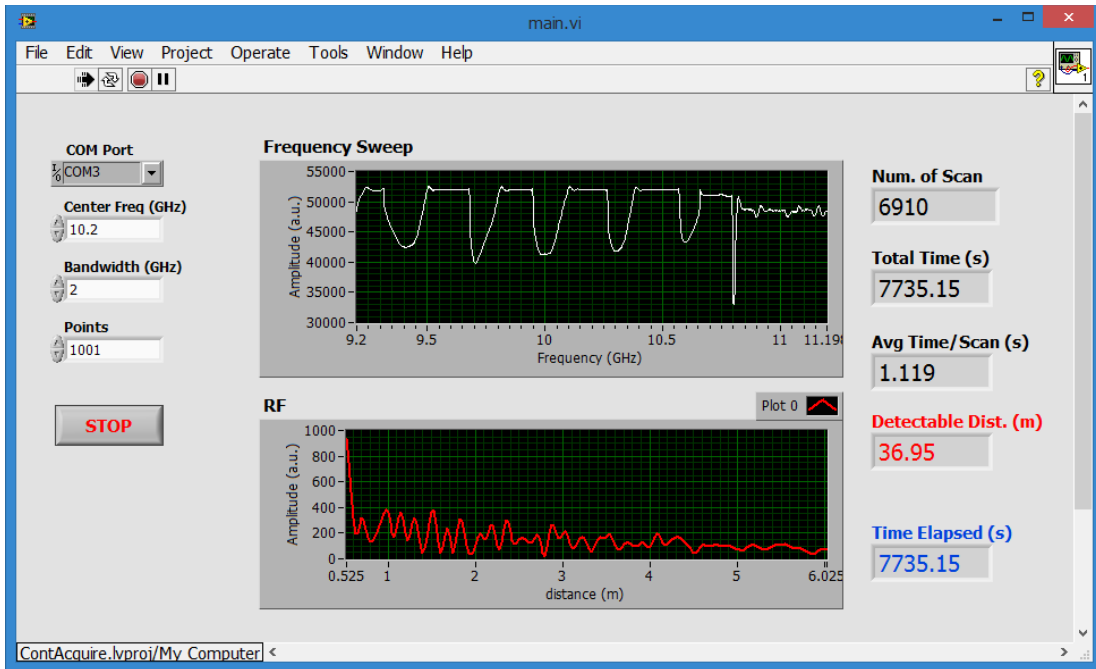 main.vi
File Edit View Project Operate Tools Window Help
1
COM Port
I/O COM3
Center Freq (GHz)
10.2
Bandwidth (GHz)
2
Points
1001
STOP
Frequency Sweep
Amplitude (a.u.)
55000
50000
45000
40000
35000
30000
9.2 9.5 10 10.5 11 11.198
Frequency (GHz)
RF
Plot 0
Amplitude (a.u.)
1000
800
600
400
200
0
0.525 1 2 3 4 5 6.025
distance (m)
Num. of Scan
6910
Total Time (s)
7735.15
Avg Time/Scan (s)
1.119
Detectable Dist. (m)
36.95
Time Elapsed (s)
7735.15
ContAcquire.lvproj/My Computer